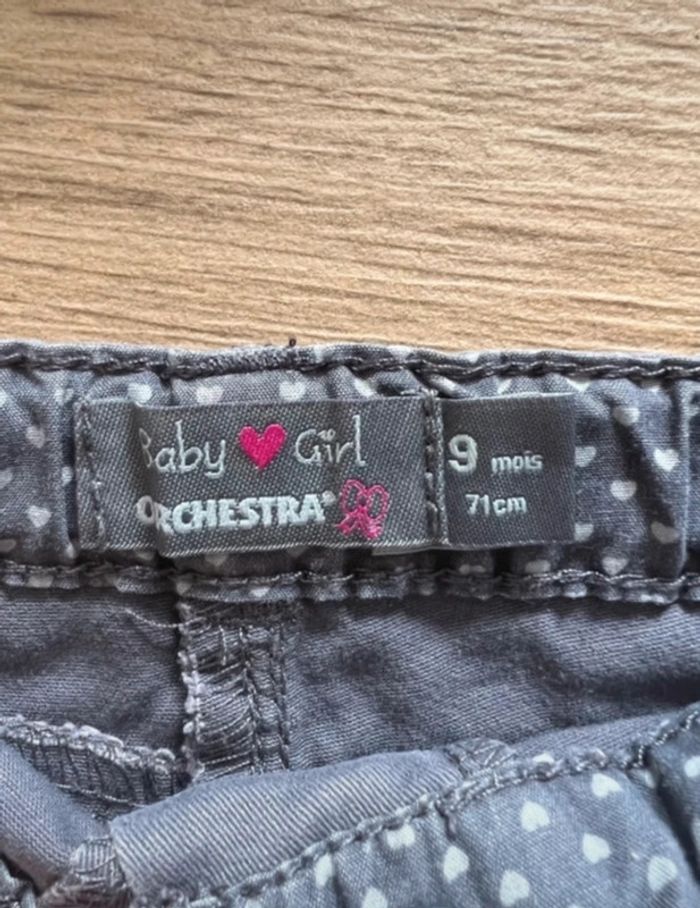 Baby Girl
ORCHESTRA®
9 mois
71cm